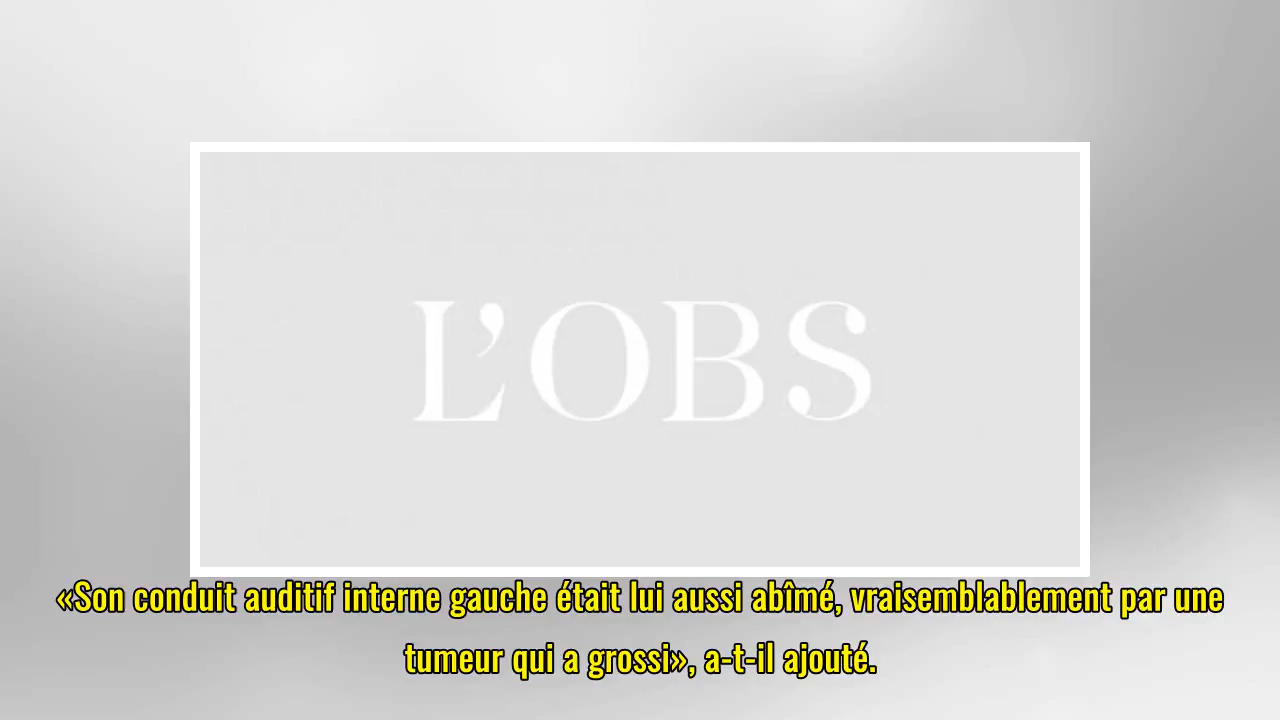 L'OBS
«Son conduit auditif interne gauche était lui aussi abîmé, vraisemblablement par une
tumeur qui a grossi», a-t-il ajouté.